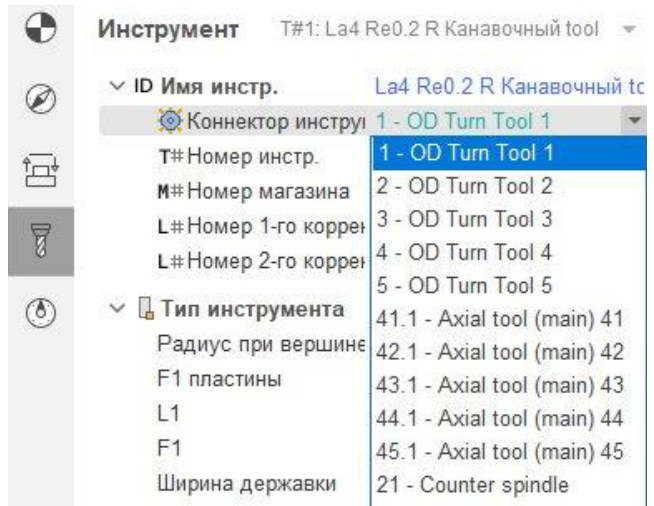 Инструмент T#1: La4 Re0.2 R Канавочный tool
ID Имя инстр. La4 Re0.2 R Канавочный tc
Коннектор инструı 1 - OD Turn Tool 1
1 - OD Turn Tool 1
T#Номер инстр.
2 - OD Turn Tool 2
M#Номер магазина
3 - OD Turn Tool 3
L#Номер 1-го коррек
4 - OD Turn Tool 4
L#Номер 2-го коррек
5 - OD Turn Tool 5
Тип инструмента
41.1 - Axial tool (main) 41
Радиус при вершине
42.1 - Axial tool (main) 42
F1 пластины
43.1 - Axial tool (main) 43
L1
44.1 - Axial tool (main) 44
F1
45.1 - Axial tool (main) 45
Ширина державки
21 - Counter spindle